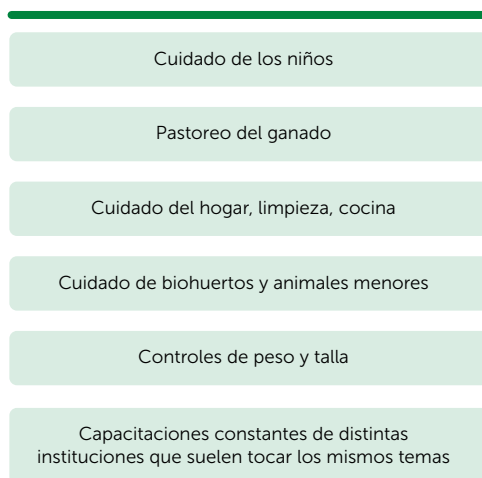 Cuidado de los niños
Pastoreo del ganado
Cuidado del hogar, limpieza, cocina
Cuidado de biohuertos y animales menores
Controles de peso y talla
Capacitaciones constantes de distintas
instituciones que suelen tocar los mismos temas